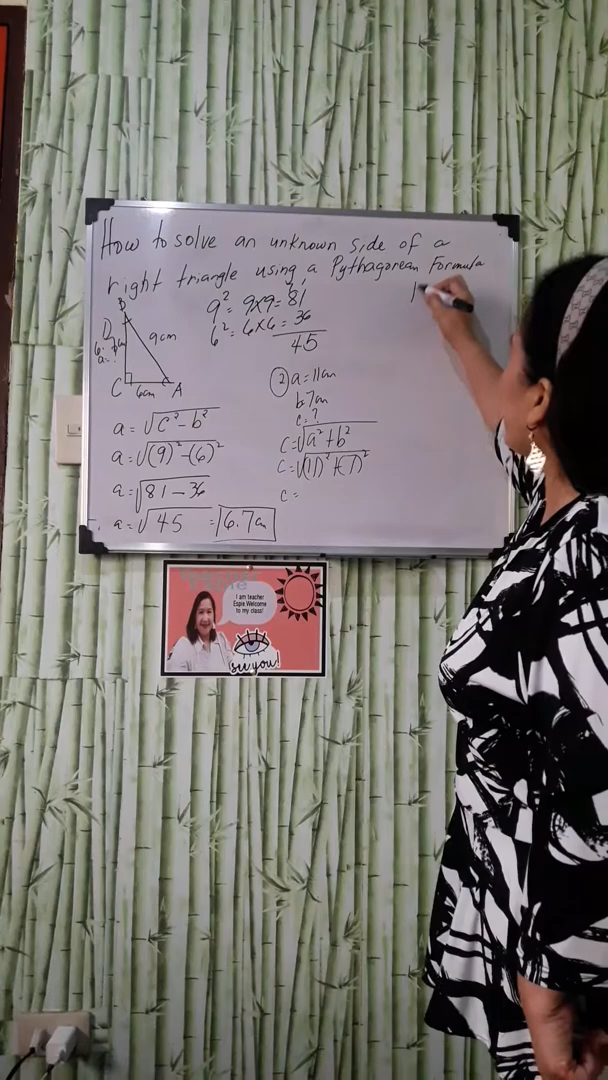 How to solve an unknown side of a
right triangle using a Pythagorean Formula
B
9cm
a=?
C 6cm A
9² = 9x9 = 81
6² = 6x6 = 36
45
a = √c² - b²
a = √(9)² - (6)²
a = √81 - 36
a = √45 = 6.7cm
② a = 11cm
b = 7cm
c = ?
c = √a² + b²
c = √(11)² + (7)²
c =
1
I am teacher
Espie Welcome
to my class!
see you!